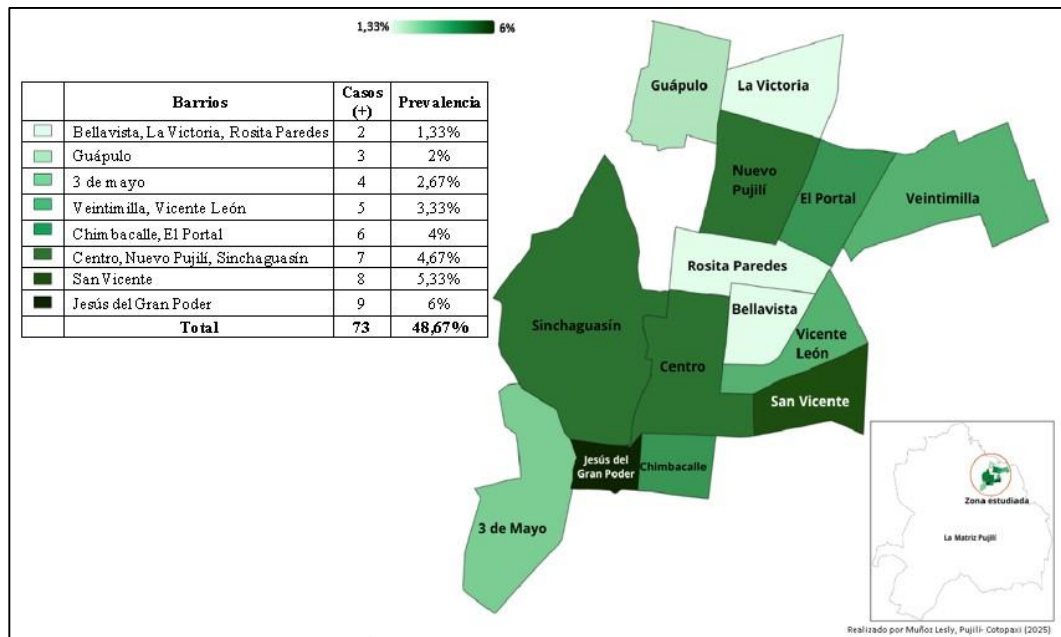 1,33% 6%
Barrios Casos (+) Prevalencia
Bellavista, La Victoria, Rosita Paredes 2 1,33%
Guápulo 3 2%
3 de mayo 4 2,67%
Veintimilla, Vicente León 5 3,33%
Chimbacalle, El Portal 6 4%
Centro, Nuevo Pujilí, Sinchaguasín 7 4,67%
San Vicente 8 5,33%
Jesús del Gran Poder 9 6%
Total 73 48,67%
Guápulo
La Victoria
Nuevo
Pujilí
El Portal
Veintimilla
Rosita Paredes
Bellavista
Sinchaguasín
Vicente
León
Centro
San Vicente
Jesús del
Gran Poder
Chimbacalle
3 de Mayo
Zona estudiada
La Matriz Pujilí
Realizado por Muñoz Lesly, Pujilí- Cotopaxi (2025)